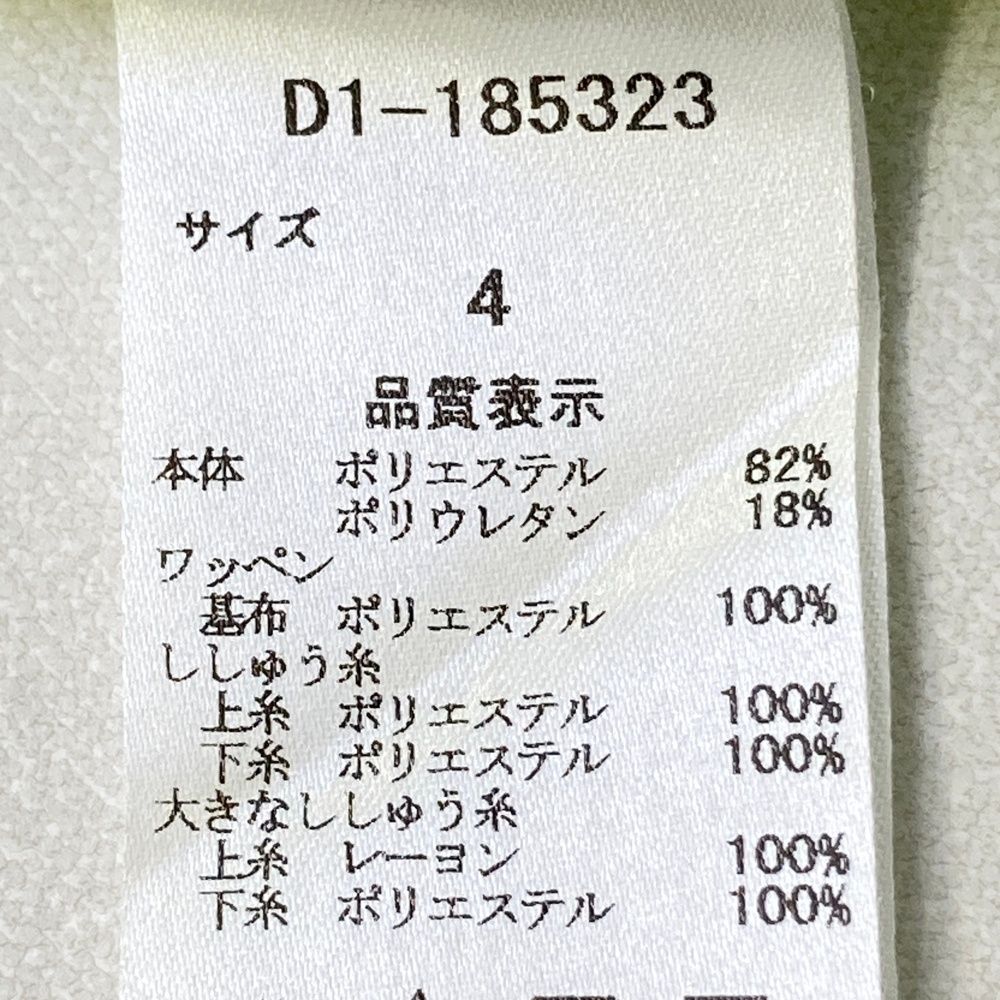 D1-185323
サイズ
4
品質表示
本体 ポリエステル 82%
ポリウレタン 18%
ワッペン
基布 ポリエステル 100%
ししゅう糸
上糸 ポリエステル 100%
下糸 ポリエステル 100%
大きなししゅう糸
上糸 レーヨン 100%
下糸 ポリエステル 100%